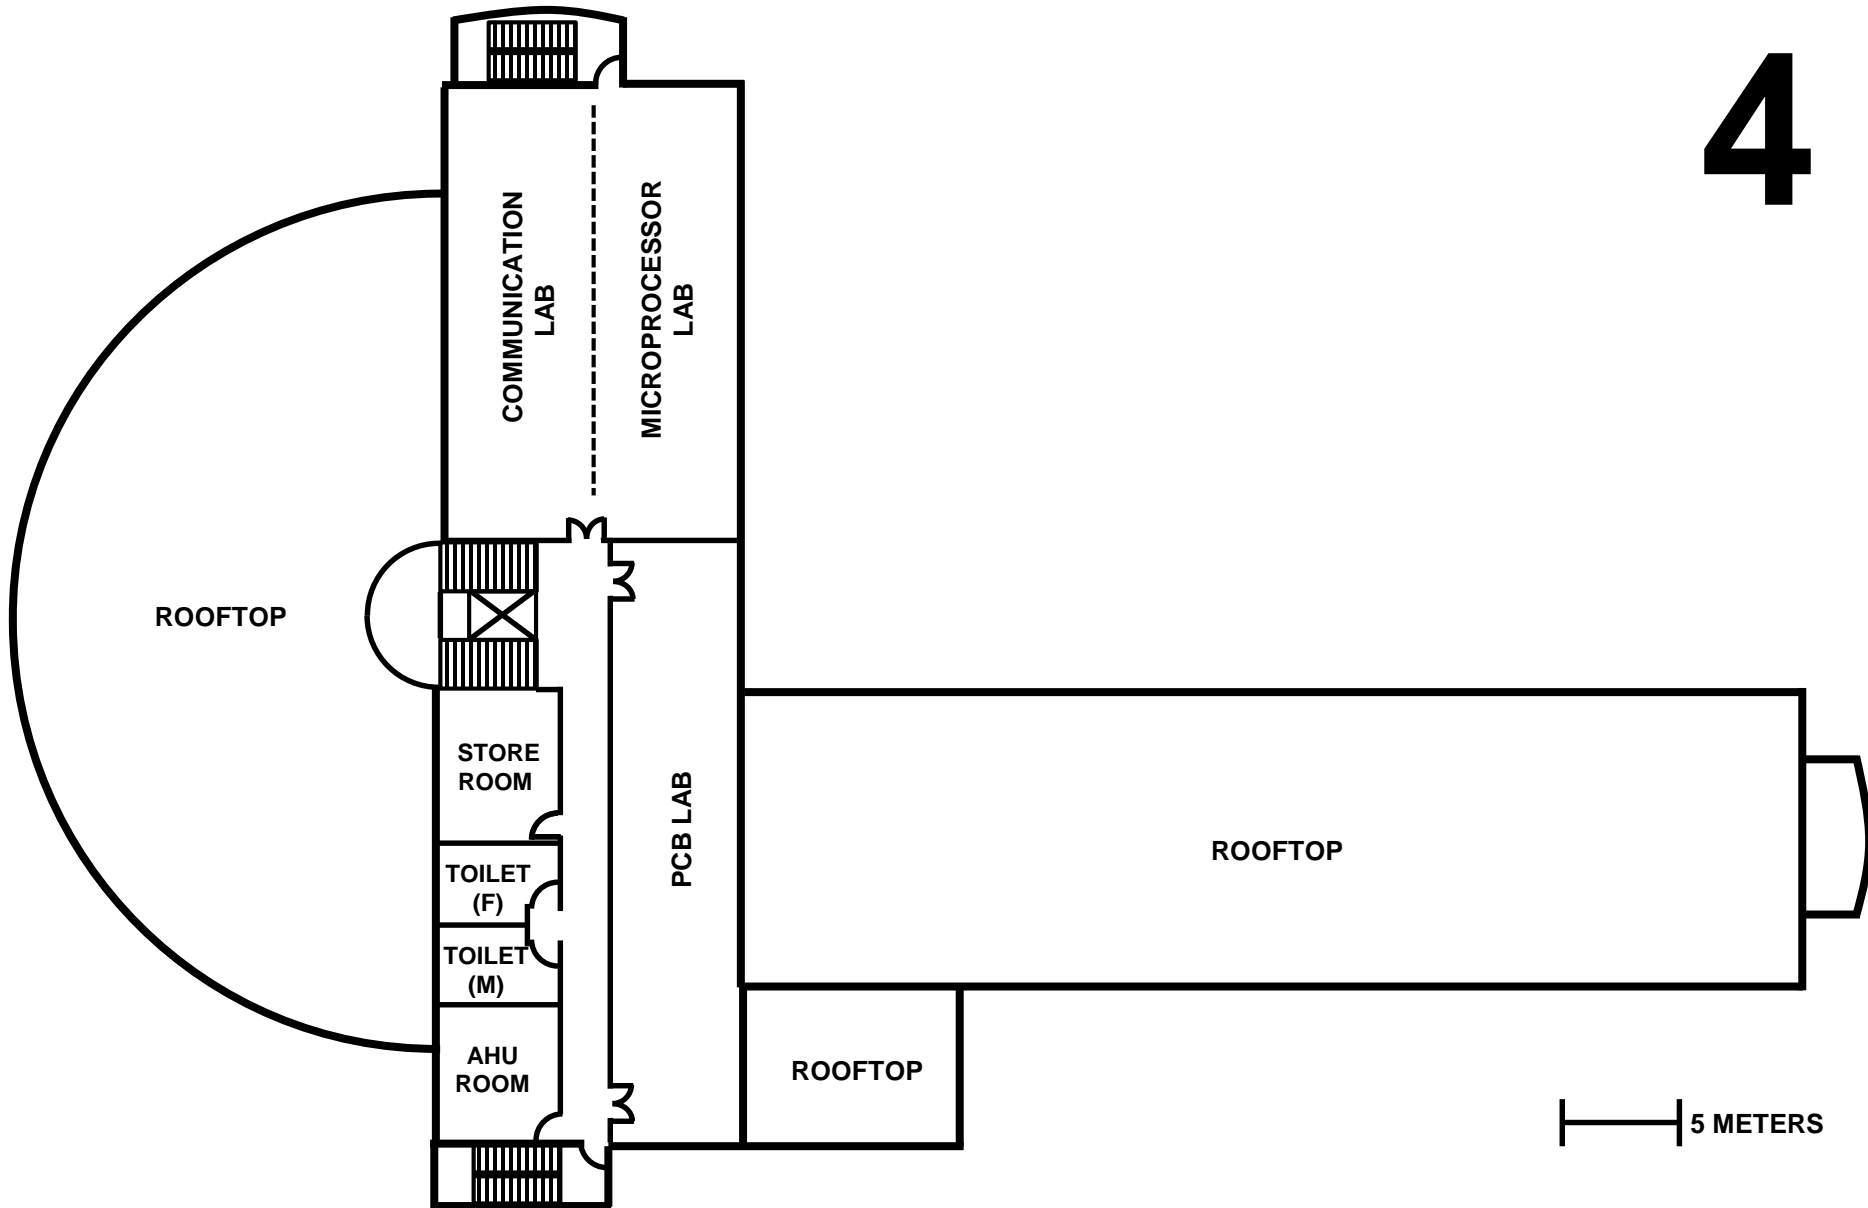 4
COMMUNICATION
LAB
MICROPROCESSOR
LAB
ROOFTOP
STORE
ROOM
PCB LAB
ROOFTOP
TOILET
(F)
TOILET
(M)
AHU
ROOM
ROOFTOP
5 METERS